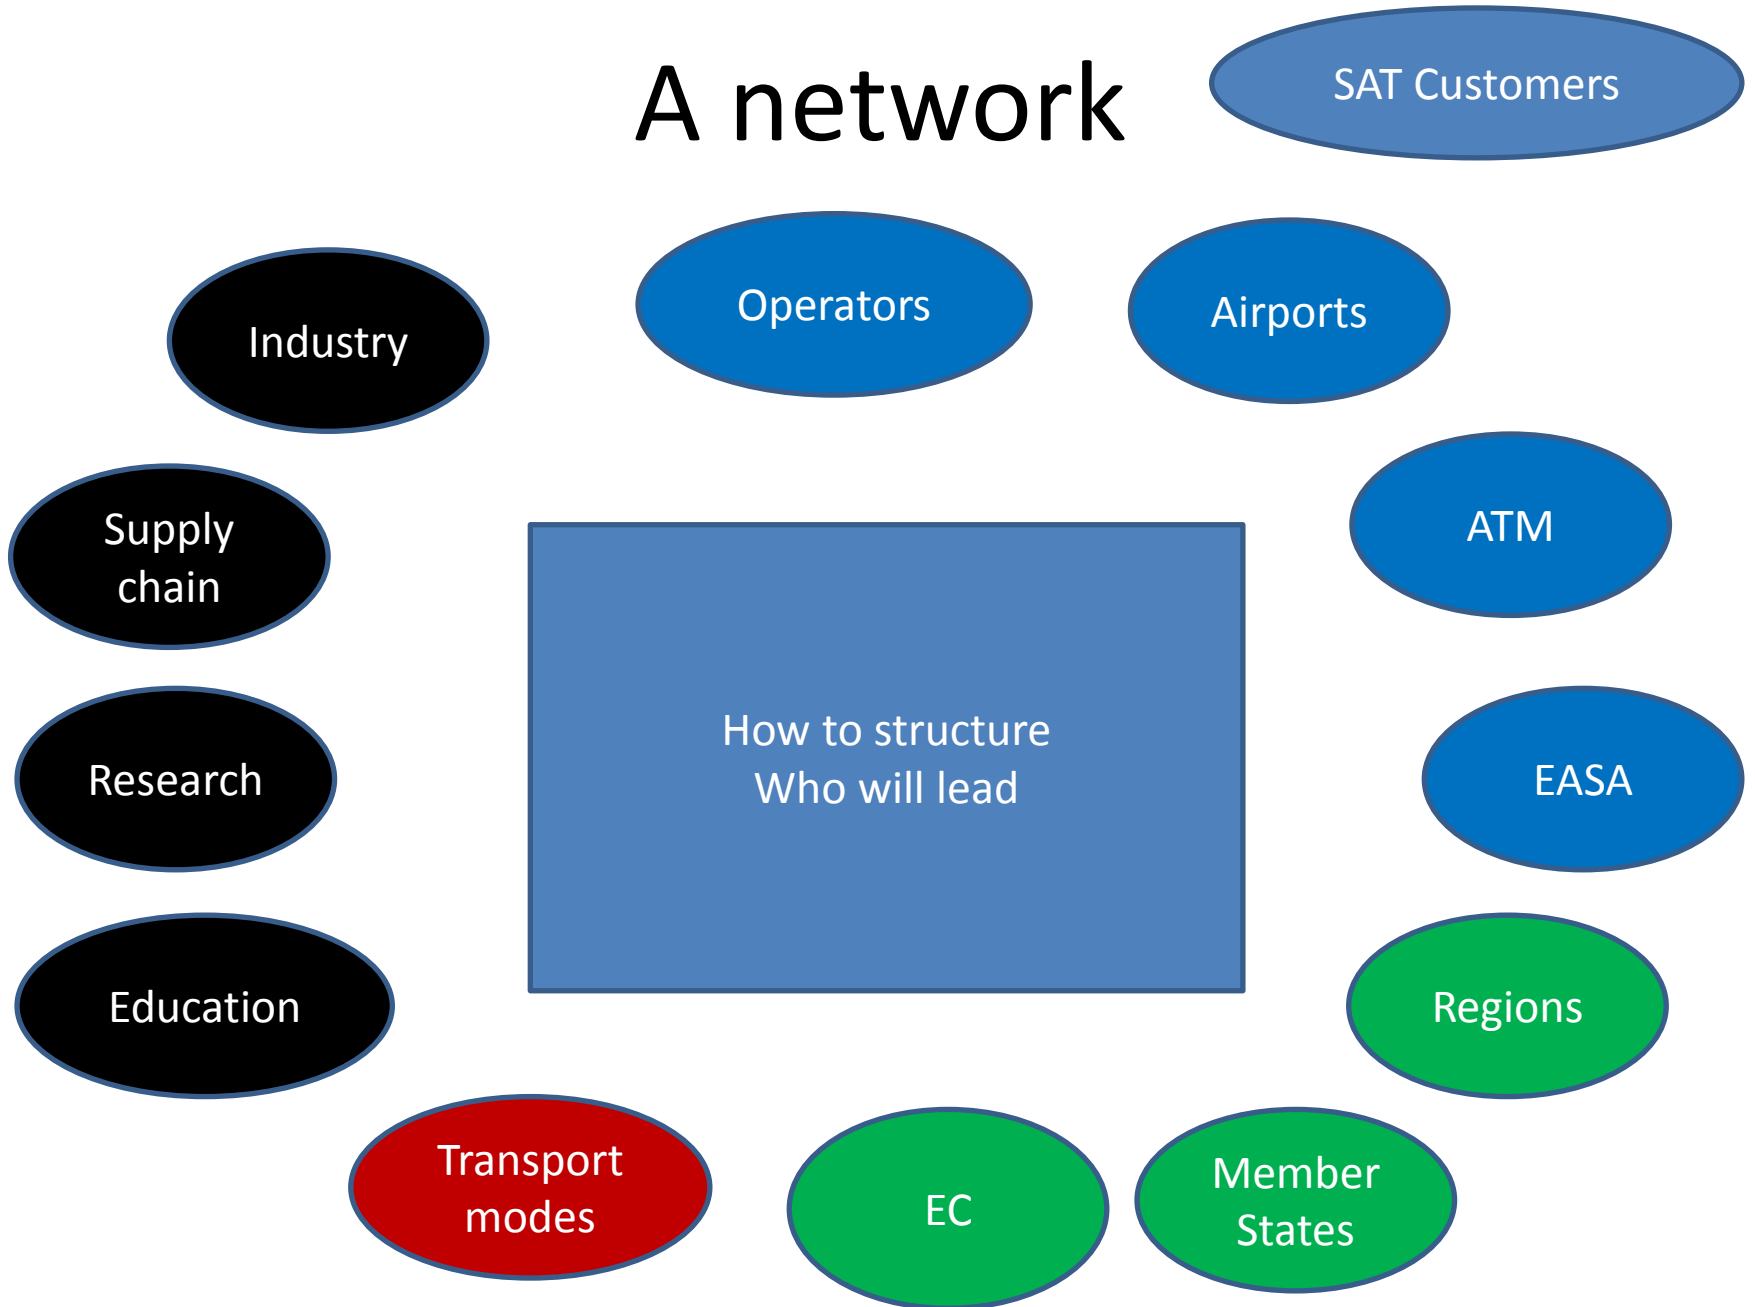 A network
SAT Customers
Operators
Airports
Industry
ATM
Supply
chain
How to structure
Who will lead
Research
EASA
Education
Regions
Transport
modes
EC
Member
States